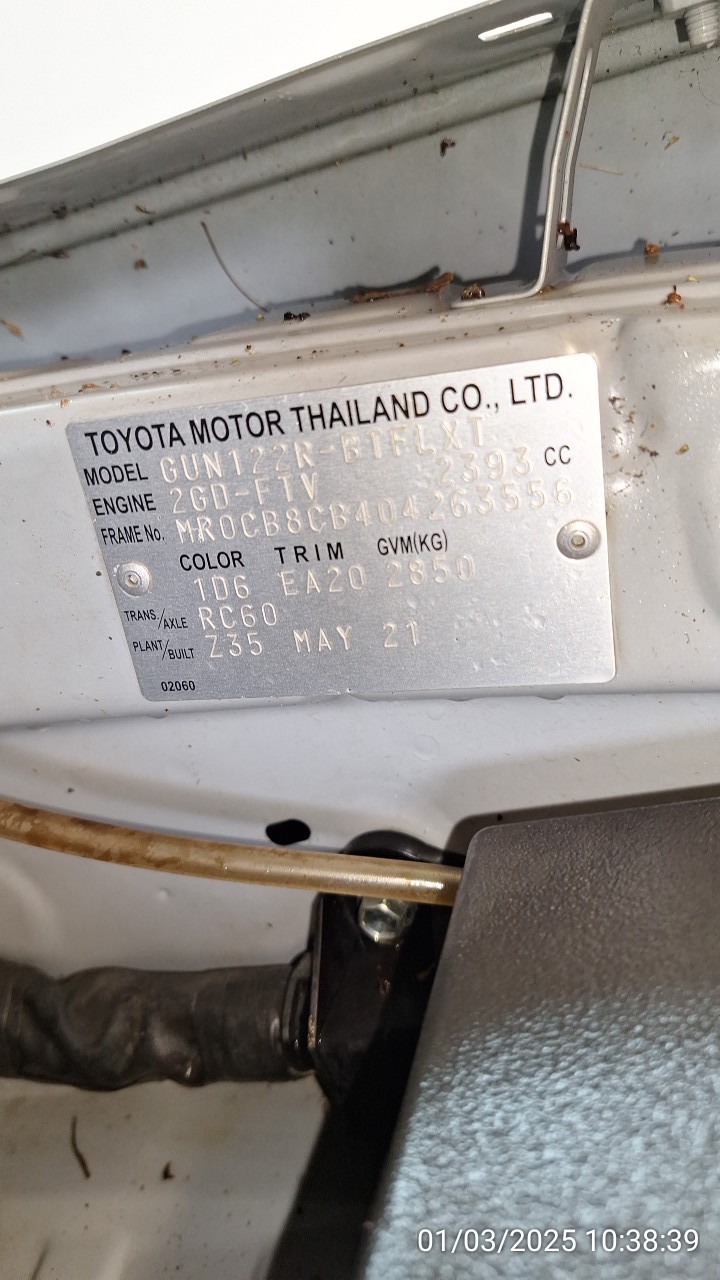 TOYOTA MOTOR THAILAND CO., LTD.
MODEL GUN122R-BTFLXT
ENGINE 2GD-FTV 2393 CC
FRAME No. MR0CB8CB404263556
COLOR TRIM GVM(KG)
1D6 EA20 2850
TRANS./AXLE RC60
PLANT/BUILT Z35 MAY 21
02060
01/03/2025 10:38:39